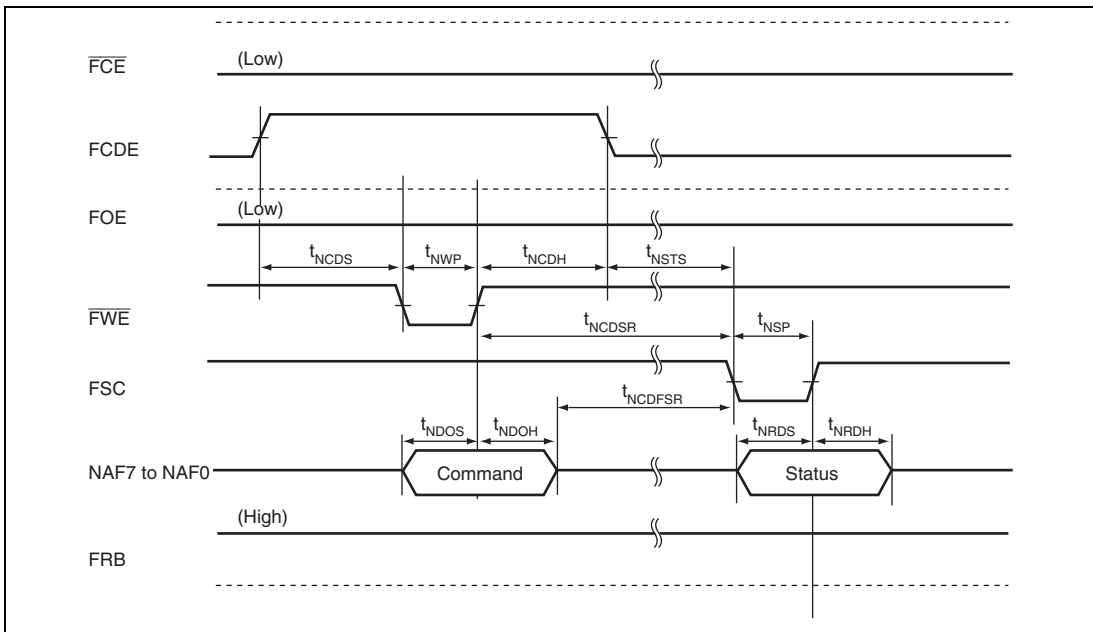 FCE (Low)
FCDE
FOE (Low)
tNCDS tNWP tNCDH tNSTS
FWE
tNCDSR tNSP
FSC
tNCDFSR
tNDOS tNDOH tNRDS tNRDH
NAF7 to NAF0 Command Status
(High)
FRB